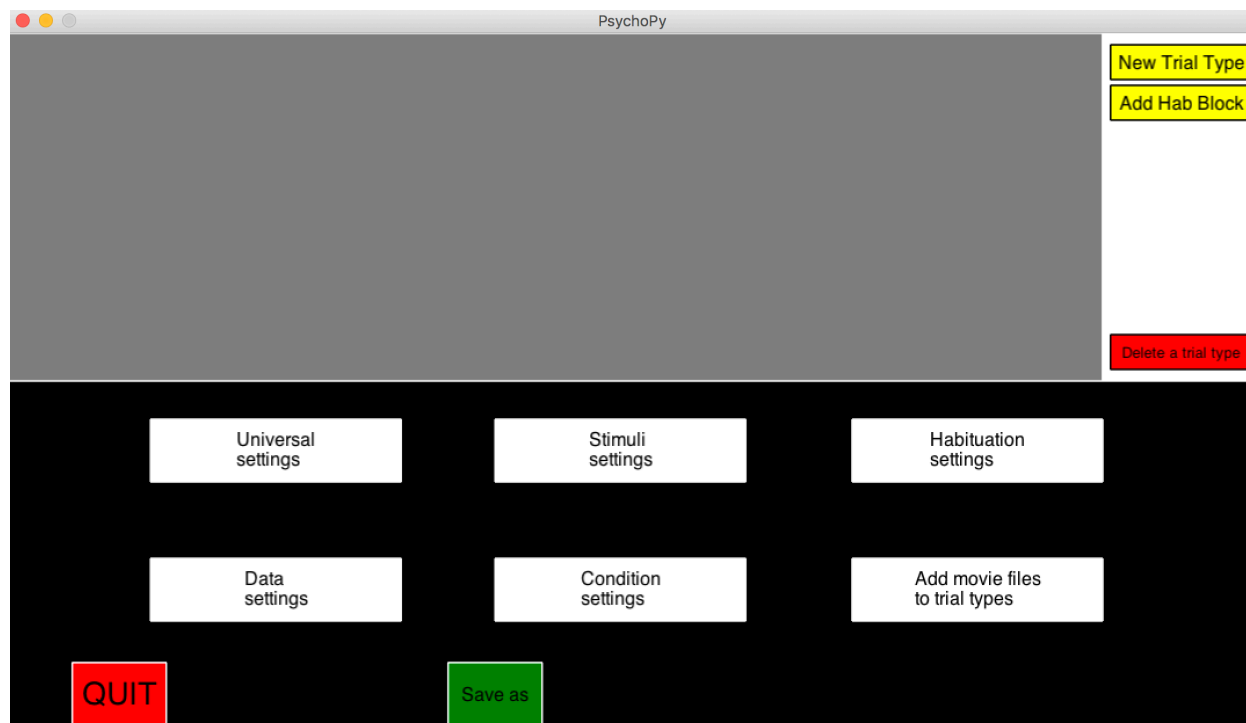 PsychoPy
New Trial Type
Add Hab Block
Delete a trial type
Universal
settings
Stimuli
settings
Habituation
settings
Data
settings
Condition
settings
Add movie files
to trial types
QUIT
Save as